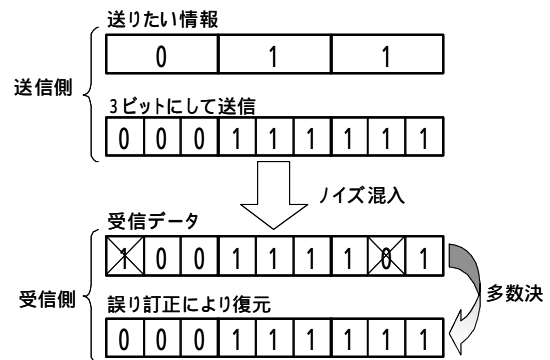 送りたい情報
0 1 1
送信側
3ビットにして送信
0 0 0 1 1 1 1 1 1
ノイズ混入
受信データ
1 0 0 1 1 1 1 0 1
受信側
多数決
誤り訂正により復元
0 0 0 1 1 1 1 1 1